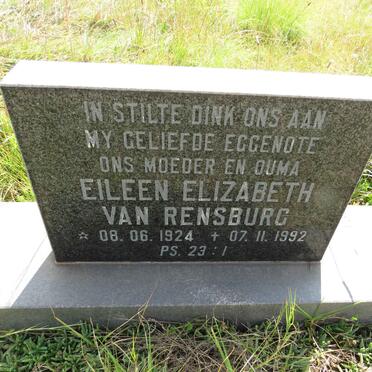 IN STILTE DINK ONS AAN
MY GELIEFDE EGGENOTE
ONS MOEDER EN OUMA
EILEEN ELIZABETH
VAN RENSBURG
* 08. 06. 1924 + 07. 11. 1992
PS. 23 : 1